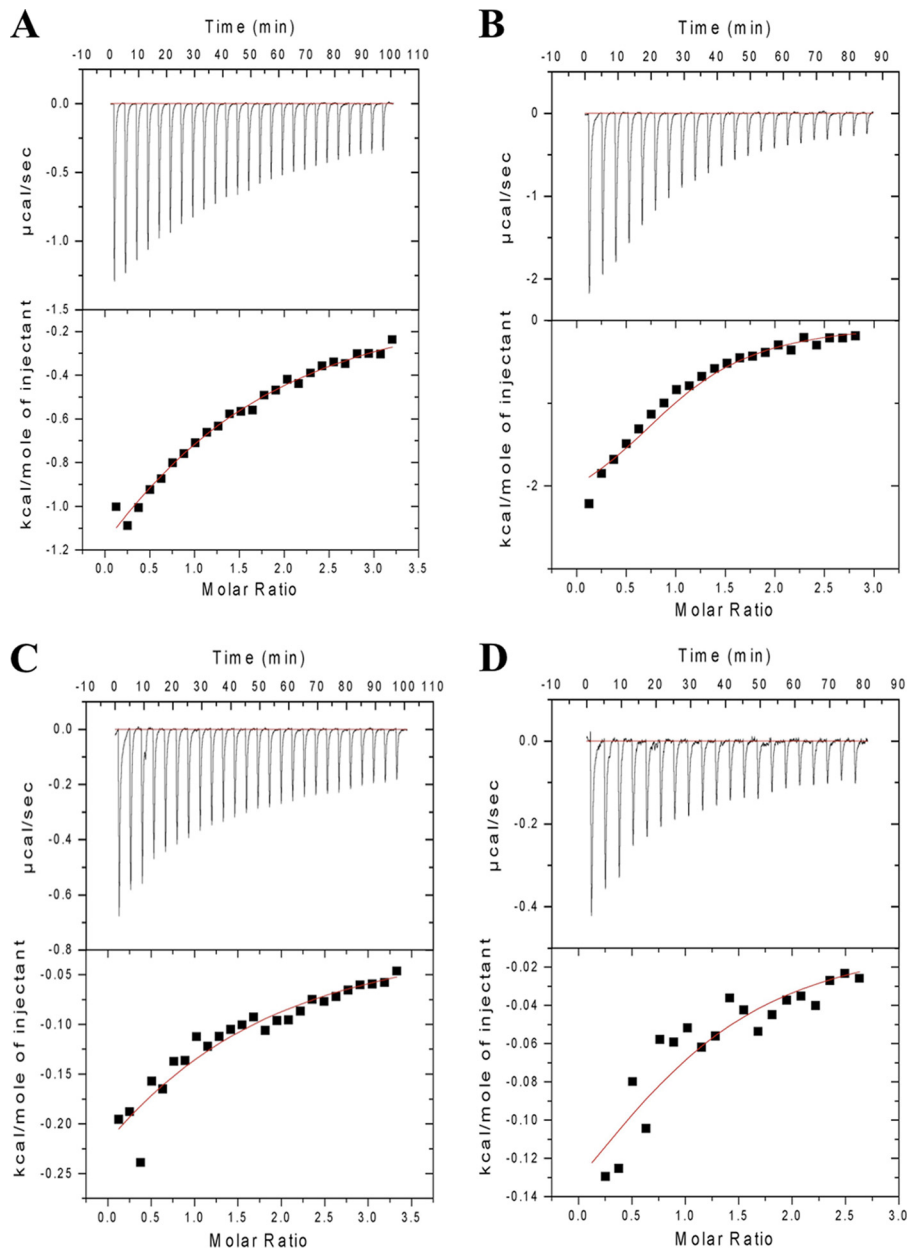 A
Time (min)
-10 0 10 20 30 40 50 60 70 80 90 100 110
0.0
-0.5
-1.0
-1.5
µcal/sec
-0.2
-0.4
-0.6
-0.8
-1.0
-1.2
kcal/mole of injectant
0.0 0.5 1.0 1.5 2.0 2.5 3.0 3.5
Molar Ratio
B
Time (min)
-10 0 10 20 30 40 50 60 70 80 90
0
-1
-2
µcal/sec
0
-2
kcal/mole of injectant
0.0 0.5 1.0 1.5 2.0 2.5 3.0
Molar Ratio
C
Time (min)
-10 0 10 20 30 40 50 60 70 80 90 100 110
0.0
-0.2
-0.4
-0.6
-0.8
µcal/sec
-0.05
-0.10
-0.15
-0.20
-0.25
kcal/mole of injectant
0.0 0.5 1.0 1.5 2.0 2.5 3.0 3.5
Molar Ratio
D
Time (min)
-10 0 10 20 30 40 50 60 70 80 90
0.0
-0.2
-0.4
µcal/sec
-0.02
-0.04
-0.06
-0.08
-0.10
-0.12
-0.14
kcal/mole of injectant
0.0 0.5 1.0 1.5 2.0 2.5 3.0
Molar Ratio